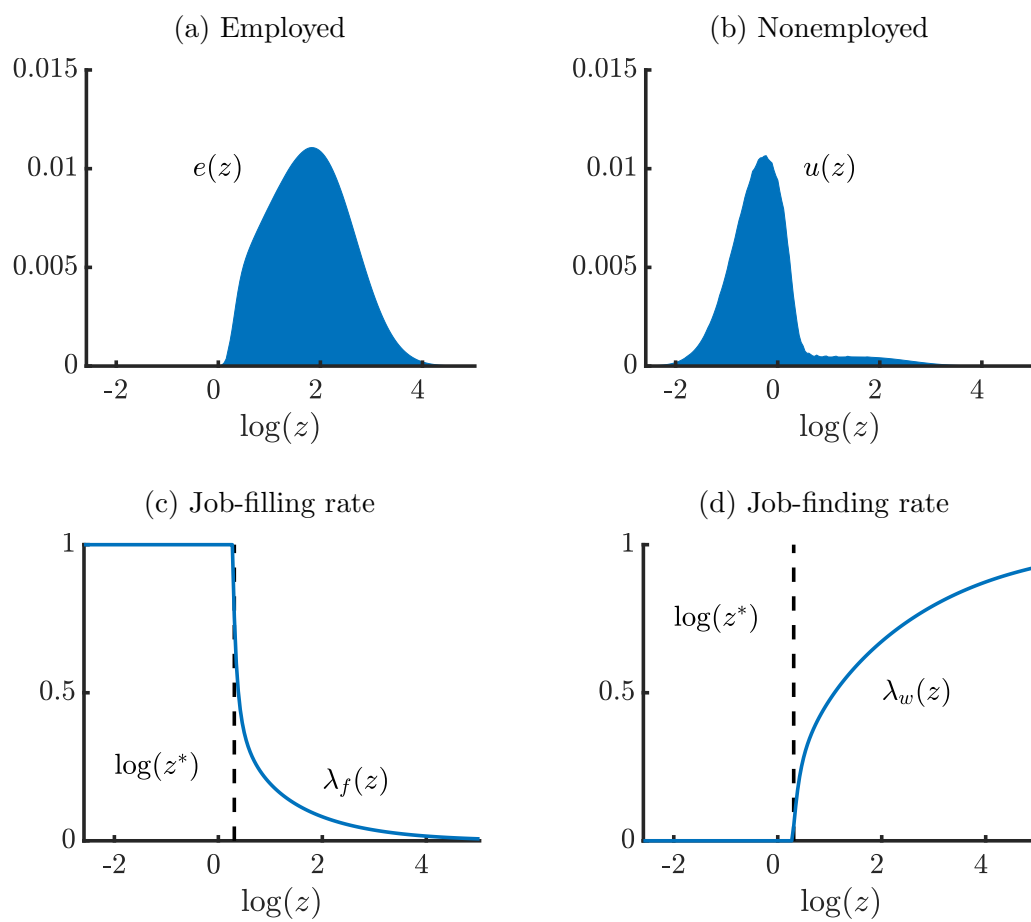 (a) Employed
0.015
0.01
0.005
0
e(z)
-2 0 2 4
log(z)
(b) Nonemployed
0.015
0.01
0.005
0
u(z)
-2 0 2 4
log(z)
(c) Job-filling rate
1
0.5
0
log(z*)
λf(z)
-2 0 2 4
log(z)
(d) Job-finding rate
1
0.5
0
log(z*)
λw(z)
-2 0 2 4
log(z)